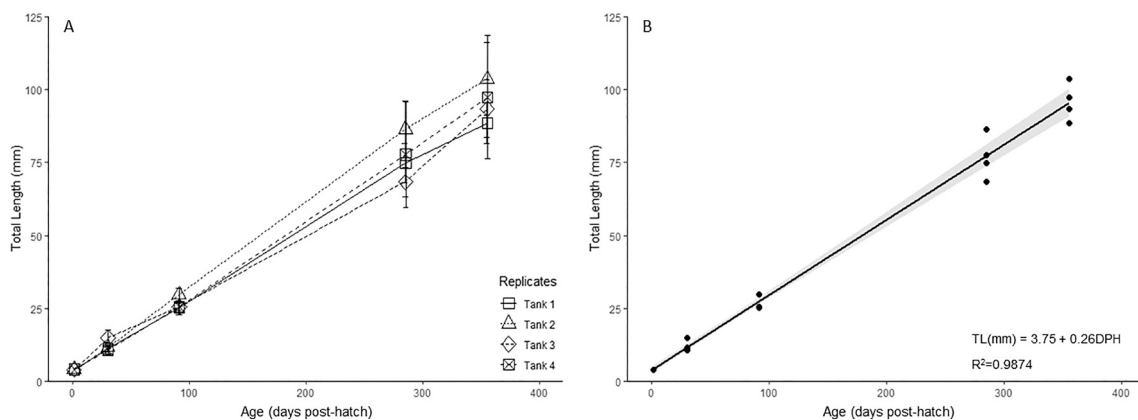 A
125
100
75
50
25
0
Total Length (mm)
0
100
200
300
400
Age (days post-hatch)
Replicates
Tank 1
Tank 2
Tank 3
Tank 4
B
125
100
75
50
25
0
Total Length (mm)
0
100
200
300
400
Age (days post-hatch)
TL(mm) = 3.75 + 0.26DPH
R²=0.9874